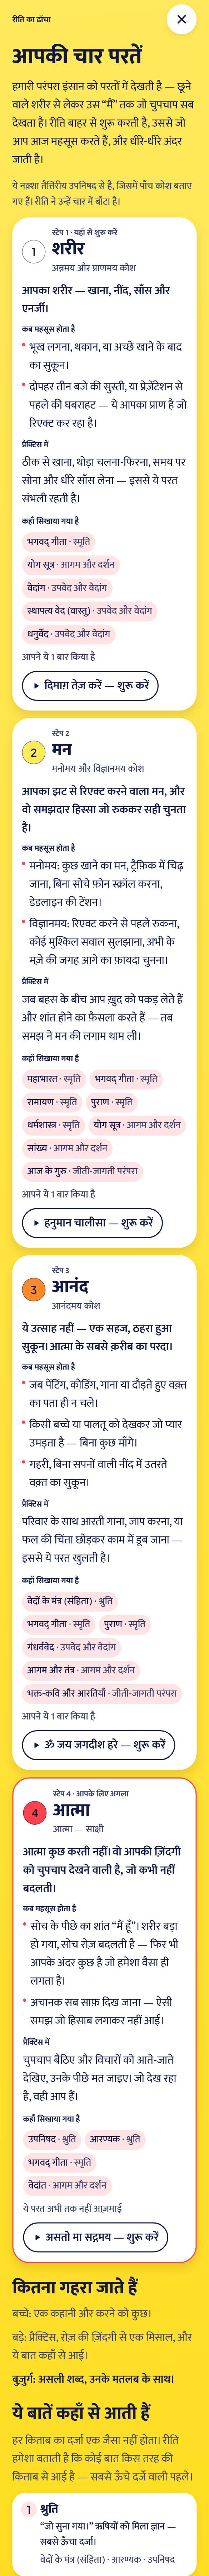 रीति का ढाँचा
आपकी चार परतें
हमारी परंपरा इंसान को परतों में देखती है — छूने
वाले शरीर से लेकर उस “मैं” तक जो चुपचाप सब
देखता है। रीति बाहर से शुरू करती है, उससे जो
आप आज महसूस करते हैं, और धीरे-धीरे अंदर
जाती है।
ये नक़्शा तैत्तिरीय उपनिषद से है, जिसमें पाँच कोश बताए
गए हैं। रीति ने उन्हें चार में बाँटा है।
स्टेप 1 · यहाँ से शुरू करें
1 शरीर
अन्नमय और प्राणमय कोश
आपका शरीर — खाना, नींद, साँस और
एनर्जी।
कब महसूस होता है
• भूख लगना, थकान, या अच्छे खाने के बाद
का सुकून।
• दोपहर तीन बजे की सुस्ती, या प्रेज़ेंटेशन से
पहले की घबराहट — ये आपका प्राण है जो
रिएक्ट कर रहा है।
प्रैक्टिस में
ठीक से खाना, थोड़ा चलना-फिरना, समय पर
सोना और धीरे साँस लेना — इससे ये परत
संभली रहती है।
कहाँ सिखाया गया है
भगवद् गीता · स्मृति
योग सूत्र · आगम और दर्शन
वेदांग · उपवेद और वेदांग
स्थापत्य वेद (वास्तु) · उपवेद और वेदांग
धनुर्वेद · उपवेद और वेदांग
आपने ये 1 बार किया है
▶ दिमाग़ तेज़ करें — शुरू करें
स्टेप 2
2 मन
मनोमय और विज्ञानमय कोश
आपका झट से रिएक्ट करने वाला मन, और
वो समझदार हिस्सा जो रुककर सही चुनता
है।
कब महसूस होता है
• मनोमय: कुछ खाने का मन, ट्रैफ़िक में चिढ़
जाना, बिना सोचे फ़ोन स्क्रॉल करना,
डेडलाइन की टेंशन।
• विज्ञानमय: रिएक्ट करने से पहले रुकना,
कोई मुश्किल सवाल सुलझाना, अभी के
मज़े की जगह आगे का फ़ायदा चुनना।
प्रैक्टिस में
जब बहस के बीच आप ख़ुद को पकड़ लेते हैं
और शांत होने का फ़ैसला करते हैं — तब
समझ ने मन की लगाम थाम ली।
कहाँ सिखाया गया है
महाभारत · स्मृति भगवद् गीता · स्मृति
रामायण · स्मृति पुराण · स्मृति
धर्मशास्त्र · स्मृति योग सूत्र · आगम और दर्शन
सांख्य · आगम और दर्शन
आज के गुरु · जीती-जागती परंपरा
आपने ये 1 बार किया है
▶ हनुमान चालीसा — शुरू करें
स्टेप 3
3 आनंद
आनंदमय कोश
ये उत्साह नहीं — एक सहज, ठहरा हुआ
सुकून। आत्मा के सबसे क़रीब का परदा।
कब महसूस होता है
• जब पेंटिंग, कोडिंग, गाना या दौड़ते हुए वक़्त
का पता ही न चले।
• किसी बच्चे या पालतू को देखकर जो प्यार
उमड़ता है — बिना कुछ माँगे।
• गहरी, बिना सपनों वाली नींद में उतरते
वक़्त का सुकून।
प्रैक्टिस में
परिवार के साथ आरती गाना, जाप करना, या
फल की चिंता छोड़कर काम में डूब जाना —
इससे ये परत खुलती है।
कहाँ सिखाया गया है
वेदों के मंत्र (संहिता) · श्रुति
भगवद् गीता · स्मृति पुराण · स्मृति
गंधर्ववेद · उपवेद और वेदांग
आगम और तंत्र · आगम और दर्शन
भक्त-कवि और आरतियाँ · जीती-जागती परंपरा
आपने ये 1 बार किया है
▶ ॐ जय जगदीश हरे — शुरू करें
स्टेप 4 · आपके लिए अगला
4 आत्मा
आत्मा — साक्षी
आत्मा कुछ करती नहीं। वो आपकी ज़िंदगी
को चुपचाप देखने वाला है, जो कभी नहीं
बदलती।
कब महसूस होता है
• सोच के पीछे का शांत “मैं हूँ”। शरीर बड़ा
हो गया, सोच रोज़ बदलती है — फिर भी
आपके अंदर कुछ है जो हमेशा वैसा ही
लगता है।
• अचानक सब साफ़ दिख जाना — ऐसी
समझ जो हिसाब लगाकर नहीं आई।
प्रैक्टिस में
चुपचाप बैठिए और विचारों को आते-जाते
देखिए, उनके पीछे मत जाइए। जो देख रहा
है, वही आप हैं।
कहाँ सिखाया गया है
उपनिषद · श्रुति आरण्यक · श्रुति
भगवद् गीता · स्मृति
वेदांत · आगम और दर्शन
ये परत अभी तक नहीं आज़माई
▶ असतो मा सद्गमय — शुरू करें
कितना गहरा जाते हैं
बच्चे: एक कहानी और करने को कुछ।
बड़े: प्रैक्टिस, रोज़ की ज़िंदगी से एक मिसाल, और
ये बात कहाँ से आई।
बुज़ुर्ग: असली शब्द, उनके मतलब के साथ।
ये बातें कहाँ से आती हैं
हर किताब का दर्जा एक जैसा नहीं होता। रीति
हमेशा बताती है कि कोई बात किस तरह की
किताब से आई है — सबसे ऊँचे दर्जे वाली पहले।
1 श्रुति
“जो सुना गया।” ऋषियों को मिला ज्ञान —
सबसे ऊँचा दर्जा।
वेदों के मंत्र (संहिता) · आरण्यक · उपनिषद